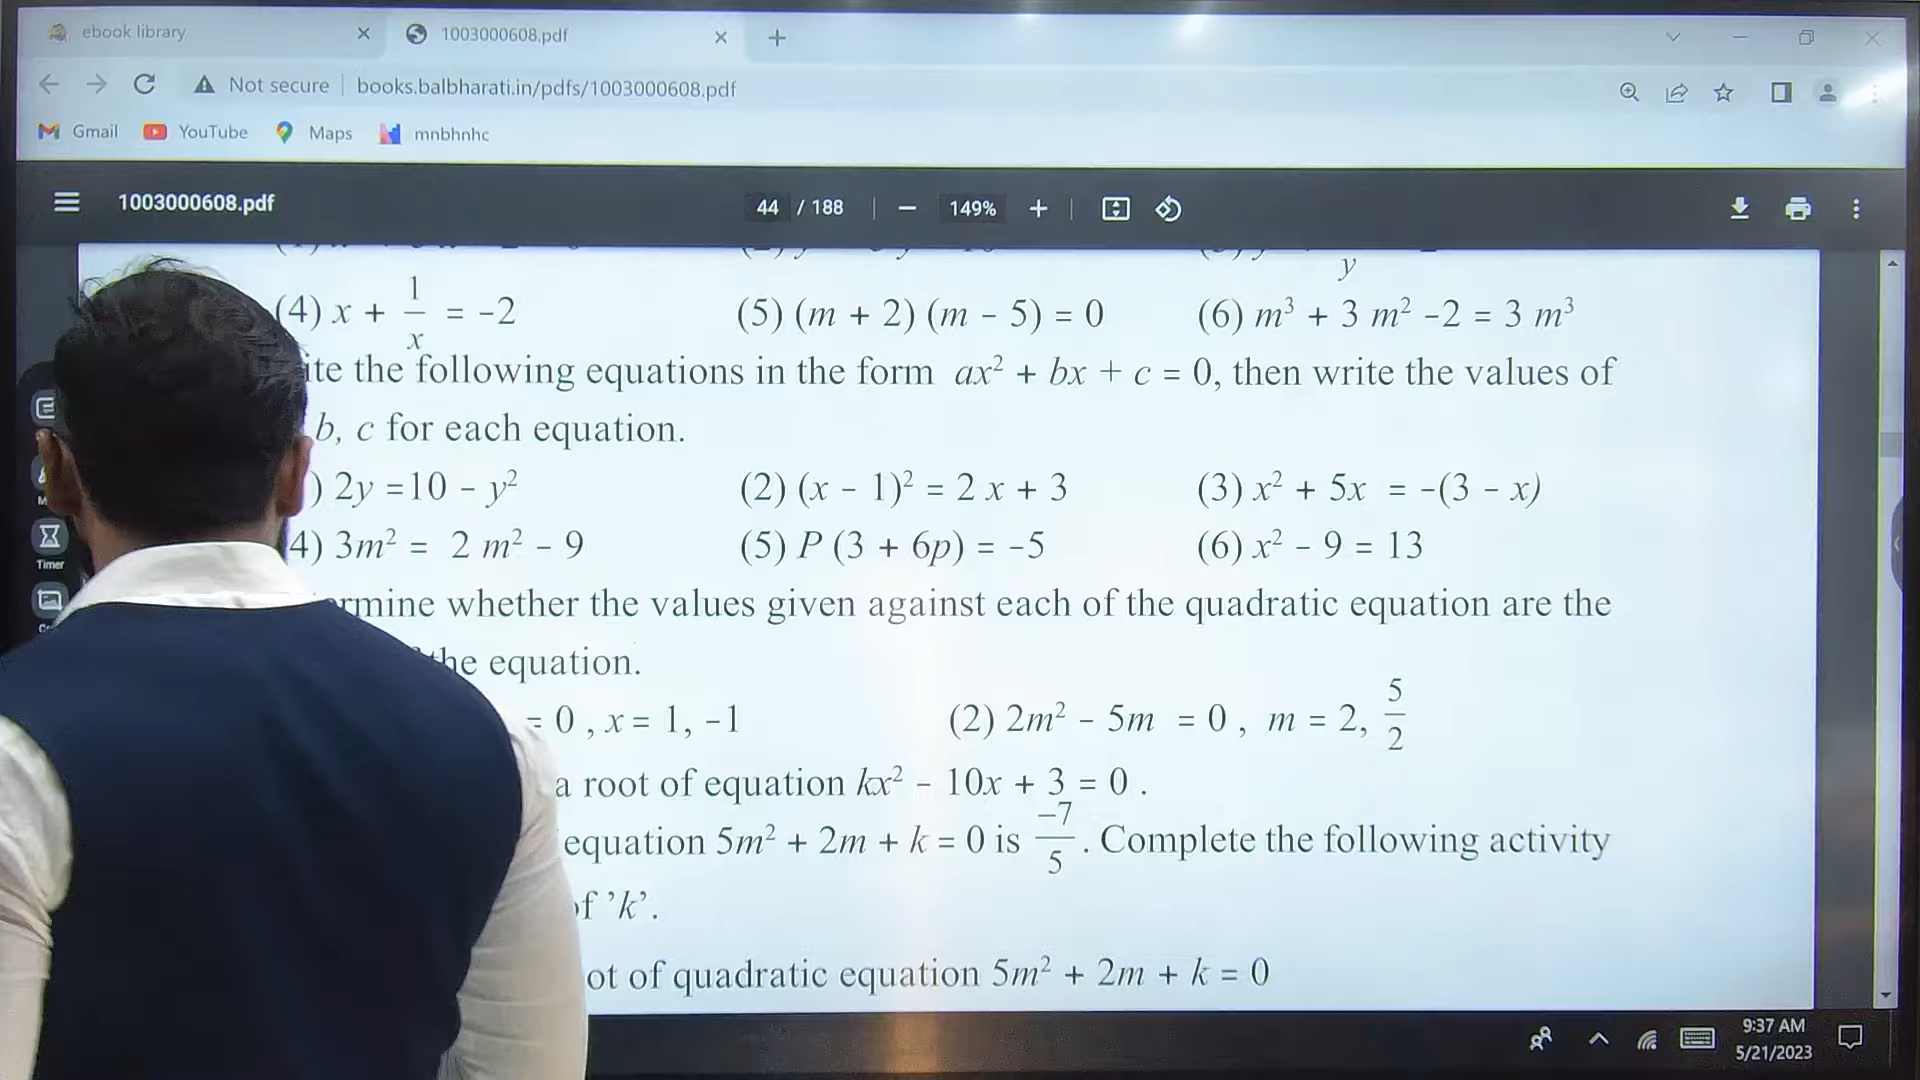 ebook library
1003000608.pdf
Not secure
books.balbharati.in/pdfs/1003000608.pdf
Gmail
YouTube
Maps
mnbhnhc
1003000608.pdf
44 / 188
149%
y
(4) x + 1/x = -2
(5) (m + 2) (m - 5) = 0
(6) m³ + 3 m² -2 = 3 m³
the following equations in the form ax² + bx + c = 0, then write the values of
b, c for each equation.
) 2y =10 - y²
(2) (x - 1)² = 2 x + 3
(3) x² + 5x = -(3 - x)
4) 3m² = 2 m² - 9
(5) P (3 + 6p) = -5
(6) x² - 9 = 13
whether the values given against each of the quadratic equation are the
the equation.
= 0 , x = 1, -1
(2) 2m² - 5m = 0 , m = 2, 5/2
a root of equation kx² - 10x + 3 = 0 .
equation 5m² + 2m + k = 0 is -7/5 . Complete the following activity
of ’k’.
of quadratic equation 5m² + 2m + k = 0
Timer
9:37 AM
5/21/2023